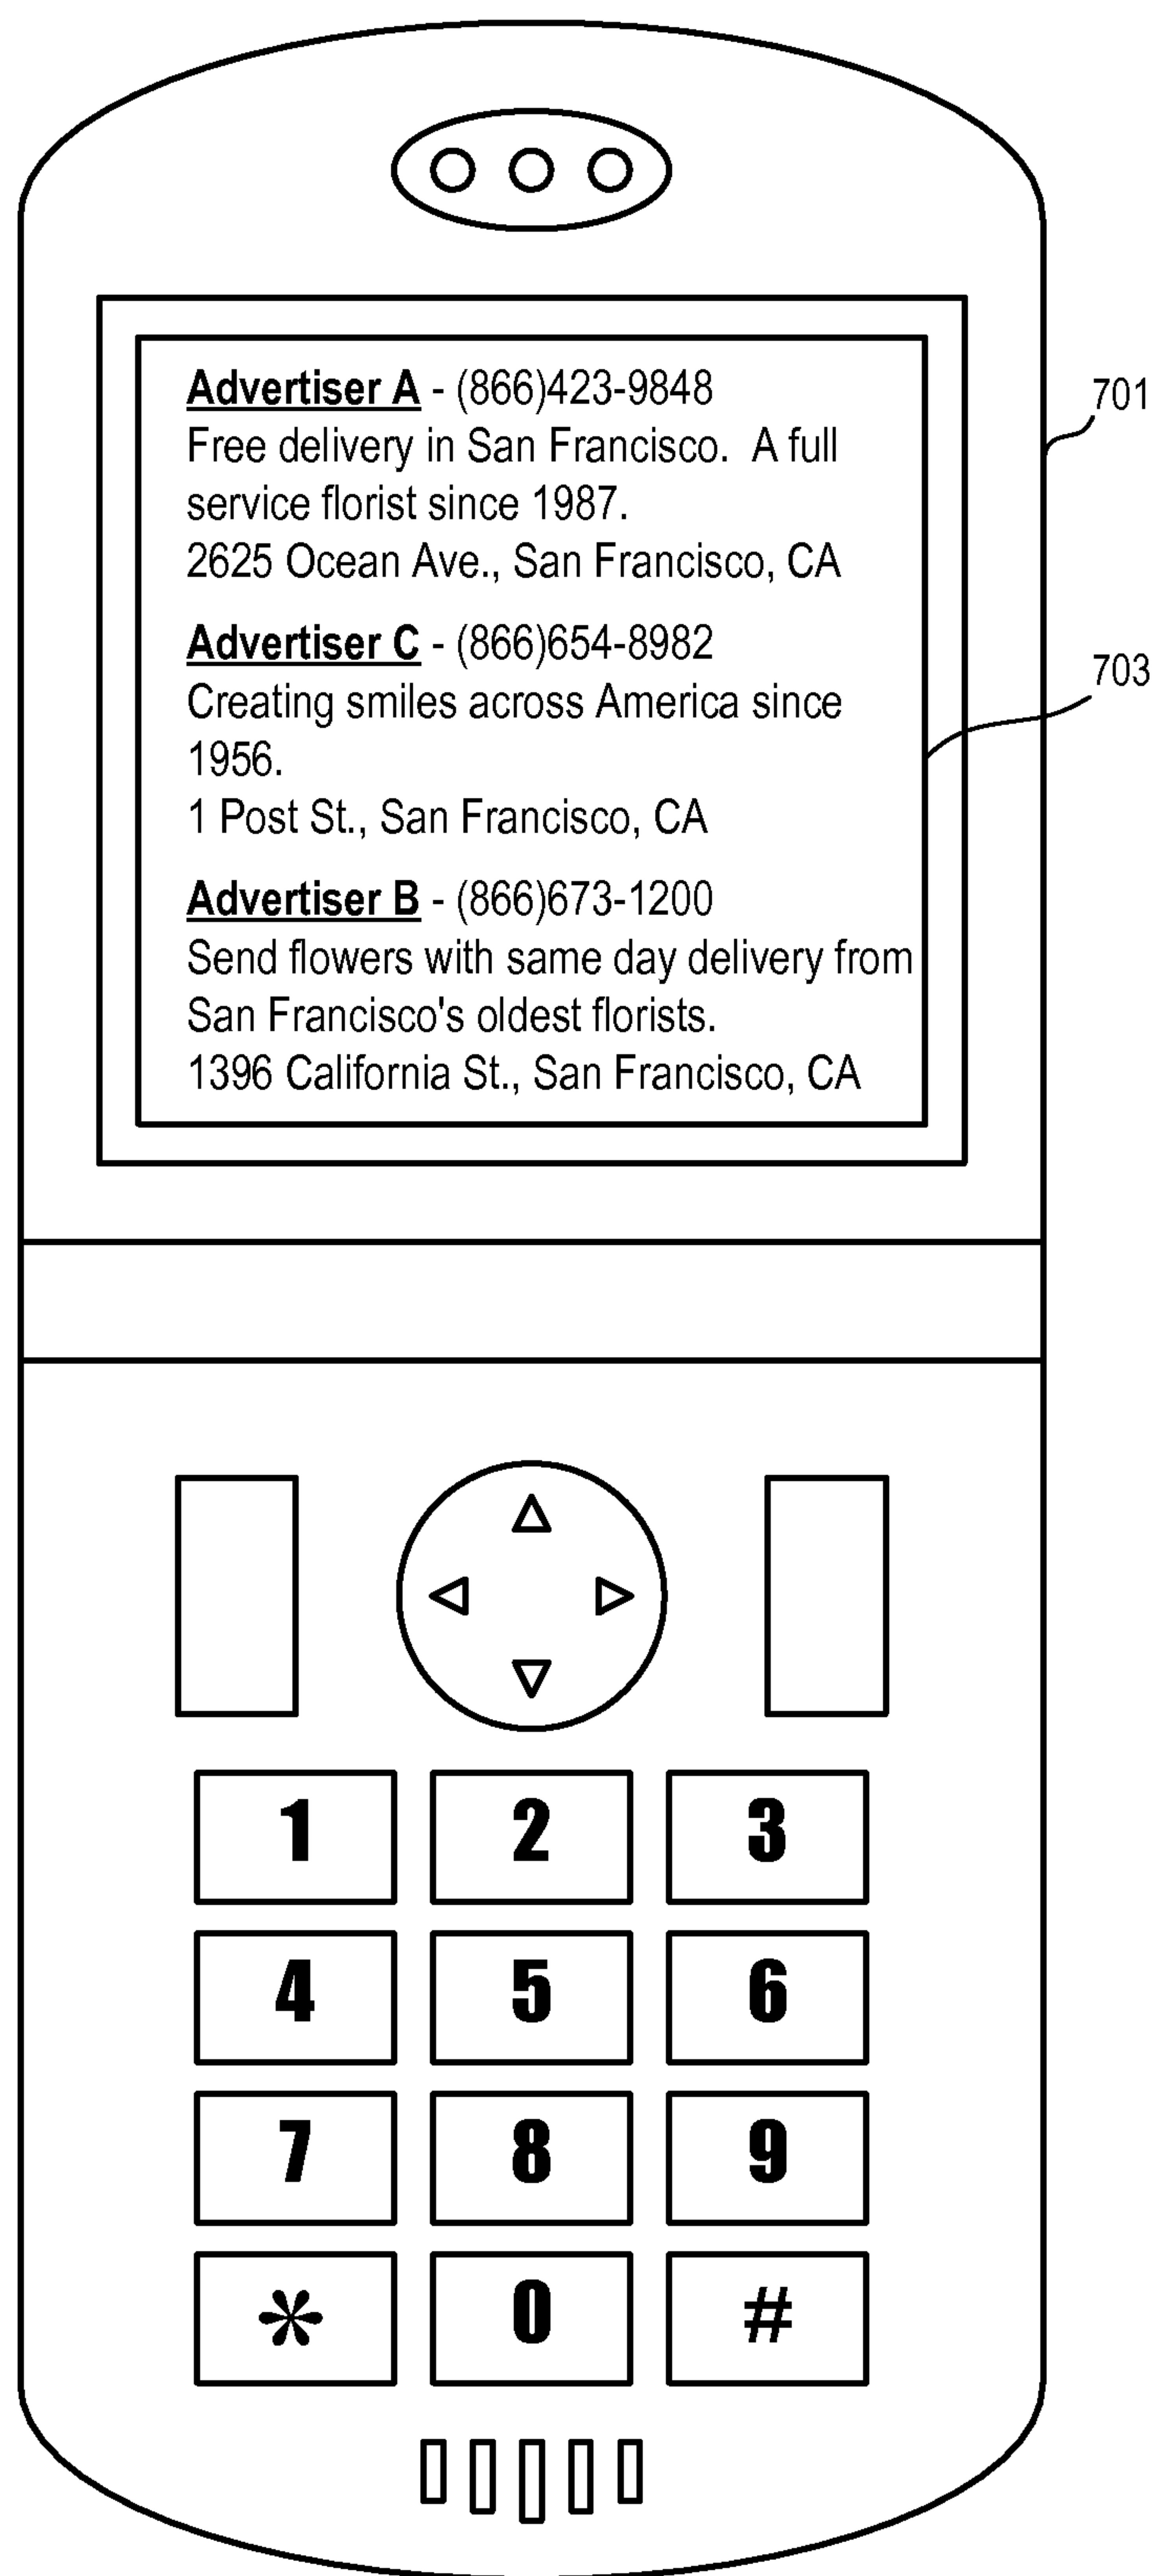 Advertiser A - (866)423-9848
Free delivery in San Francisco.  A full
service florist since 1987.
2625 Ocean Ave., San Francisco, CA
Advertiser C - (866)654-8982
Creating smiles across America since
1956.
1 Post St., San Francisco, CA
Advertiser B - (866)673-1200
Send flowers with same day delivery from
San Francisco's oldest florists.
1396 California St., San Francisco, CA
701
703
1 2 3
4 5 6
7 8 9
* 0 #